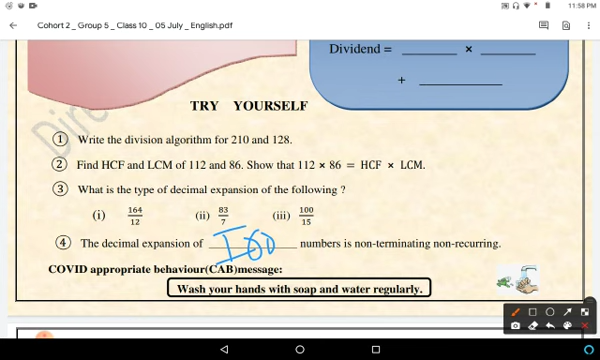 11:58 PM
Cohort 2 _ Group 5 _ Class 10 _ 05 July _ English.pdf
Dividend = ________ × ________
+ ____________
TRY YOURSELF
① Write the division algorithm for 210 and 128.
② Find HCF and LCM of 112 and 86. Show that 112 × 86 = HCF × LCM.
③ What is the type of decimal expansion of the following ?
(i) 164/12 (ii) 83/7 (iii) 100/15
④ The decimal expansion of ____________ numbers is non-terminating non-recurring.
COVID appropriate behaviour(CAB)message:
Wash your hands with soap and water regularly.